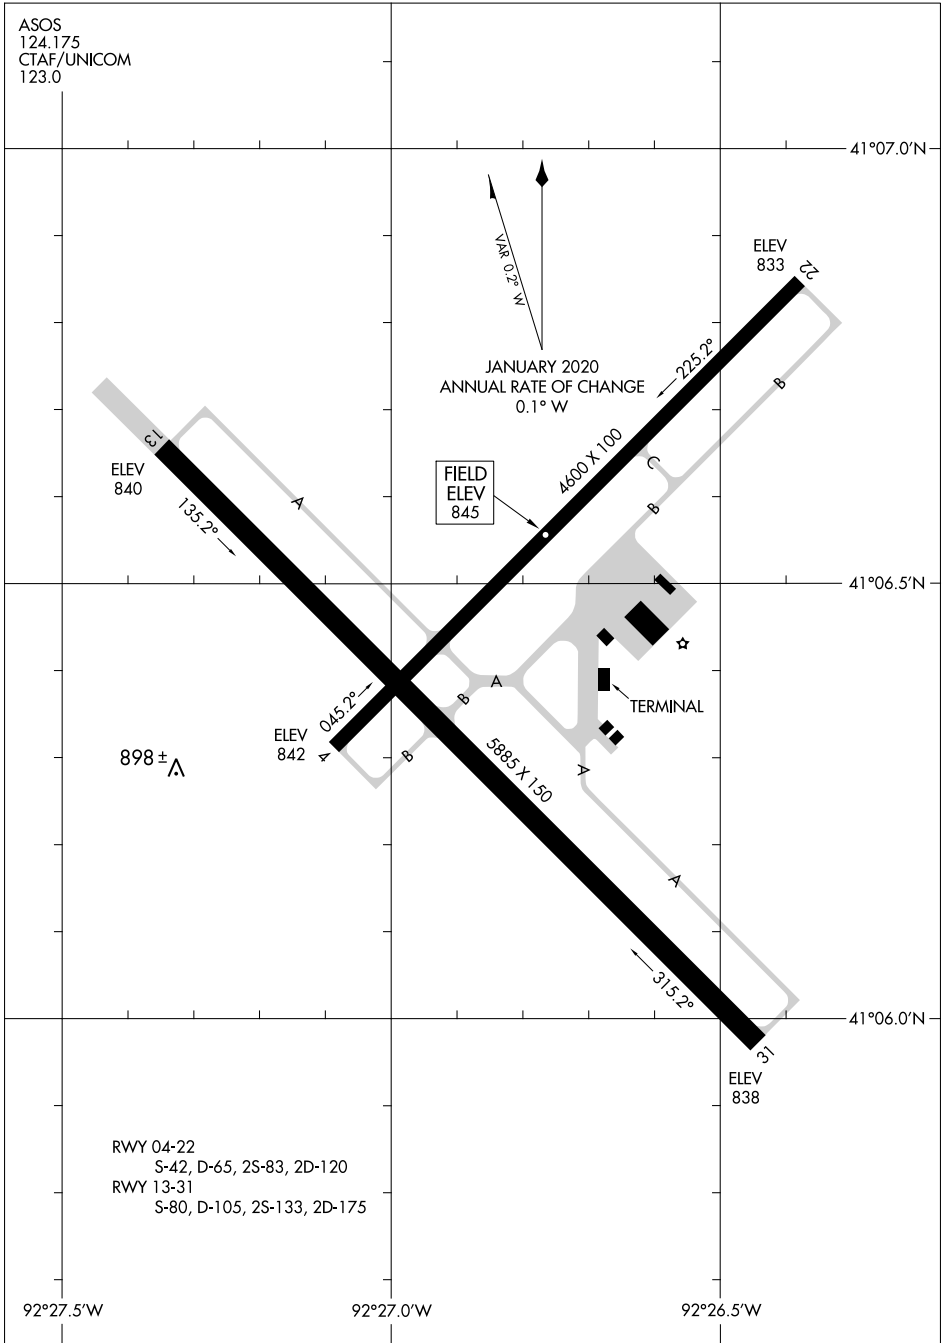 ASOS
124.175
CTAF/UNICOM
123.0
41°07.0'N
ELEV
833
22
VAR 0.2° W
JANUARY 2020
ANNUAL RATE OF CHANGE
0.1° W
225.2°
B
13
ELEV
840
A
135.2°
FIELD
ELEV
845
4600 X 100
C
B
41°06.5'N
045.2°
B
A
TERMINAL
ELEV
842
4
B
898 ±
5885 X 150
A
A
315.2°
41°06.0'N
31
ELEV
838
RWY 04-22
S-42, D-65, 2S-83, 2D-120
RWY 13-31
S-80, D-105, 2S-133, 2D-175
92°27.5'W
92°27.0'W
92°26.5'W